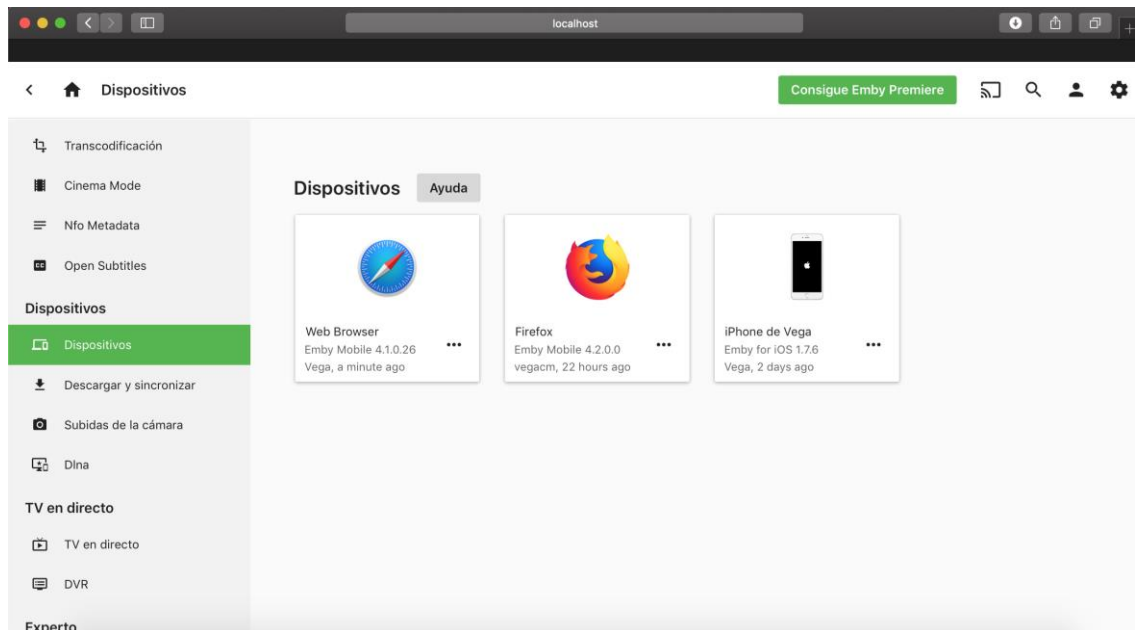 localhost
Dispositivos
Consigue Emby Premiere
Transcodificación
Cinema Mode
Nfo Metadata
Open Subtitles
Dispositivos
Dispositivos
Descargar y sincronizar
Subidas de la cámara
Dlna
TV en directo
TV en directo
DVR
Experto
Dispositivos Ayuda
Web Browser
Emby Mobile 4.1.0.26
Vega, a minute ago
Firefox
Emby Mobile 4.2.0.0
vegacm, 22 hours ago
iPhone de Vega
Emby for iOS 1.7.6
Vega, 2 days ago